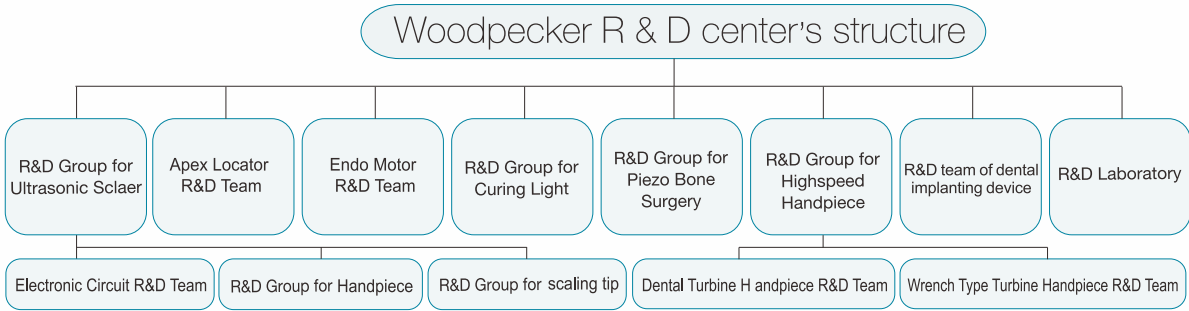 Woodpecker R & D center's structure
R&D Group for
Ultrasonic Sclaer
Apex Locator
R&D Team
Endo Motor
R&D Team
R&D Group for
Curing Light
R&D Group for
Piezo Bone
Surgery
R&D Group for
Highspeed
Handpiece
R&D team of dental
implanting device
R&D Laboratory
Electronic Circuit R&D Team
R&D Group for Handpiece
R&D Group for scaling tip
Dental Turbine H andpiece R&D Team
Wrench Type Turbine Handpiece R&D Team